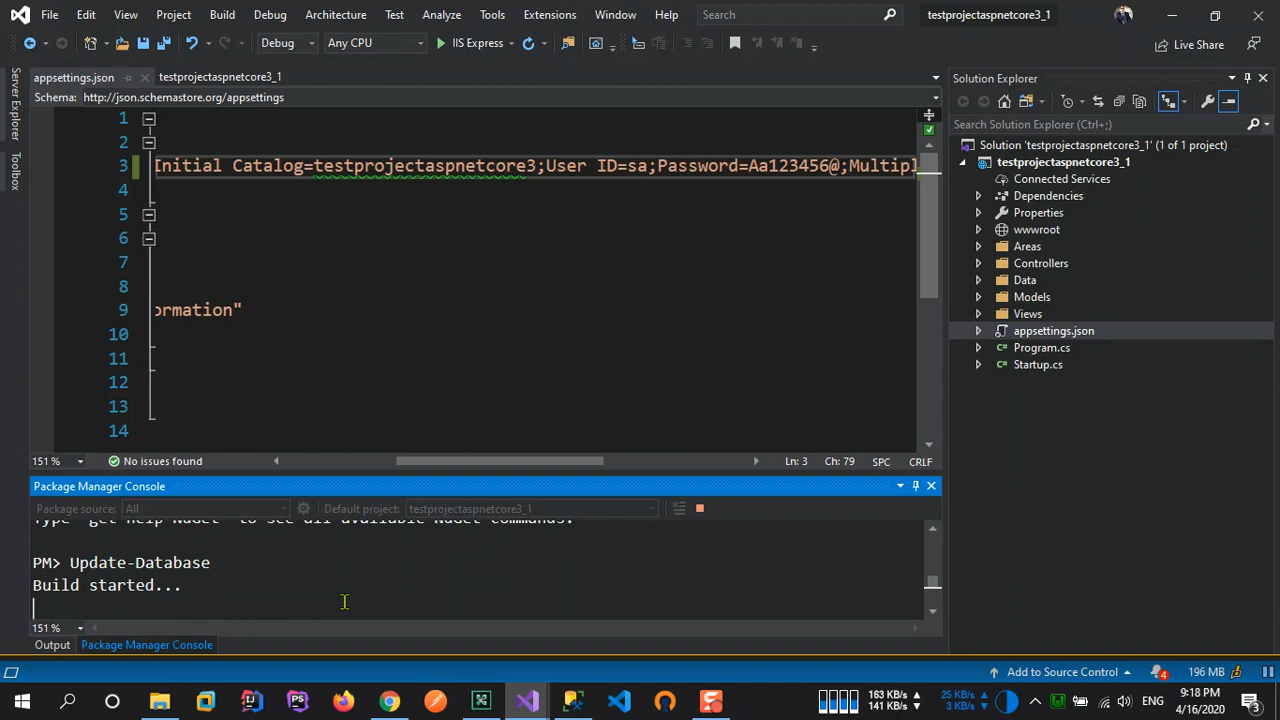 File Edit View Project Build Debug Architecture Test Analyze Tools Extensions Window Help Search testprojectaspnetcore3_1
Debug Any CPU IIS Express Live Share
Server Explorer
Toolbox
appsettings.json testprojectaspnetcore3_1
Schema: http://json.schemastore.org/appsettings
1
2
3 Initial Catalog=testprojectaspnetcore3;User ID=sa;Password=Aa123456@;Multipl
4
5
6
7
8
9 ormation"
10
11
12
13
14
151 % No issues found Ln: 3 Ch: 79 SPC CRLF
Package Manager Console
Package source: All Default project: testprojectaspnetcore3_1
PM> Update-Database
Build started...
151 %
Output Package Manager Console
Solution Explorer
Search Solution Explorer (Ctrl+;)
Solution 'testprojectaspnetcore3_1' (1 of 1 project)
testprojectaspnetcore3_1
Connected Services
Dependencies
Properties
wwwroot
Areas
Controllers
Data
Models
Views
appsettings.json
Program.cs
Startup.cs
Add to Source Control 4 196 MB
163 KB/s 141 KB/s 25 KB/s 3 KB/s ENG 9:18 PM 4/16/2020 3